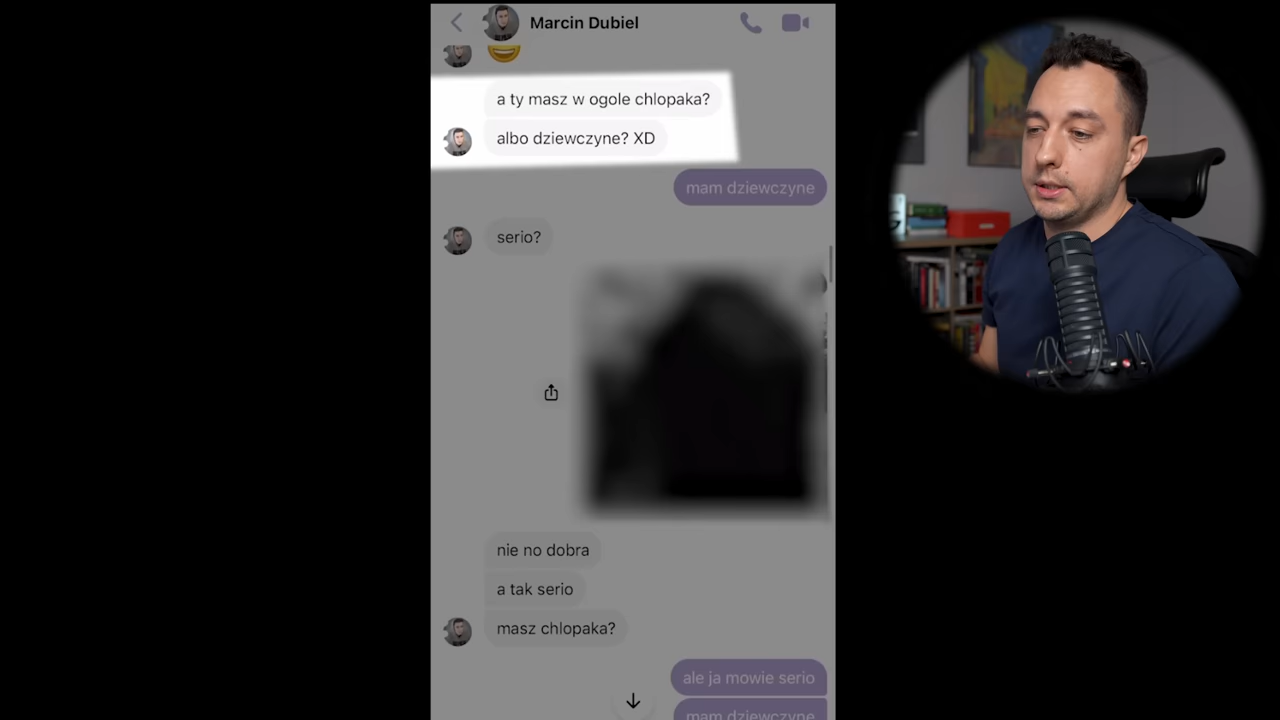 Marcin Dubiel
a ty masz w ogole chlopaka?
albo dziewczyne? XD
mam dziewczyne
serio?
nie no dobra
a tak serio
masz chlopaka?
ale ja mowie serio
mam dziewczyne